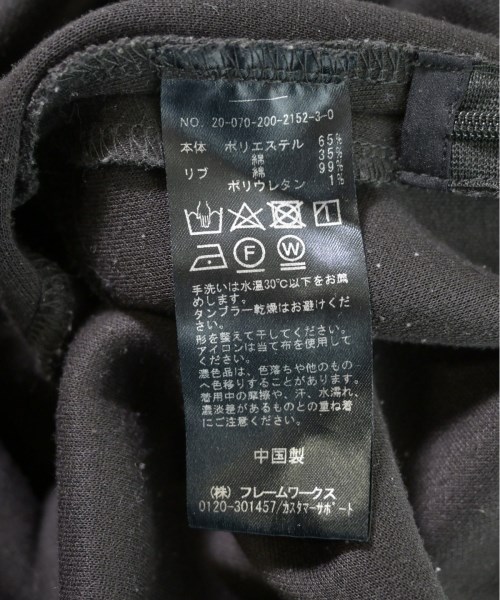 NO. 20-070-200-2152-3-0
本体 ポリエステル 65%
綿 35%
リブ 綿 99%
ポリウレタン 1%
F W
手洗いは水温30℃以下をお薦
めします。
タンブラー乾燥はお避けくだ
さい。
形を整えて干してください。
アイロンは当て布を使用して
ください。
濃色品は、色落ちや他のもの
へ色移りすることがあります。
着用中の摩擦や、汗、水濡れ、
濃淡差があるものとの重ね着
にご注意ください。
中国製
(株) フレームワークス
0120-301457/カスタマーサポート